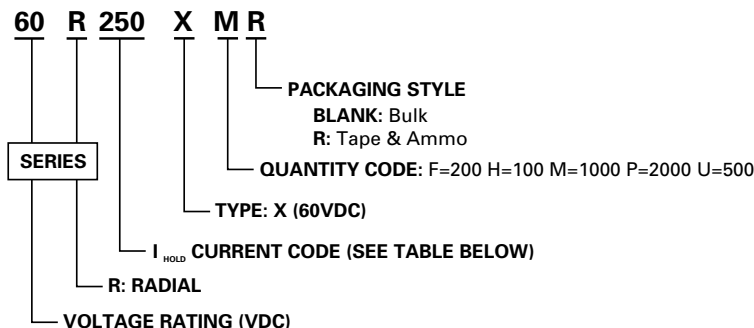 60 R 250 X M R
PACKAGING STYLE
BLANK: Bulk
R: Tape & Ammo
SERIES
QUANTITY CODE: F=200 H=100 M=1000 P=2000 U=500
TYPE: X (60VDC)
I HOLD CURRENT CODE (SEE TABLE BELOW)
R: RADIAL
VOLTAGE RATING (VDC)